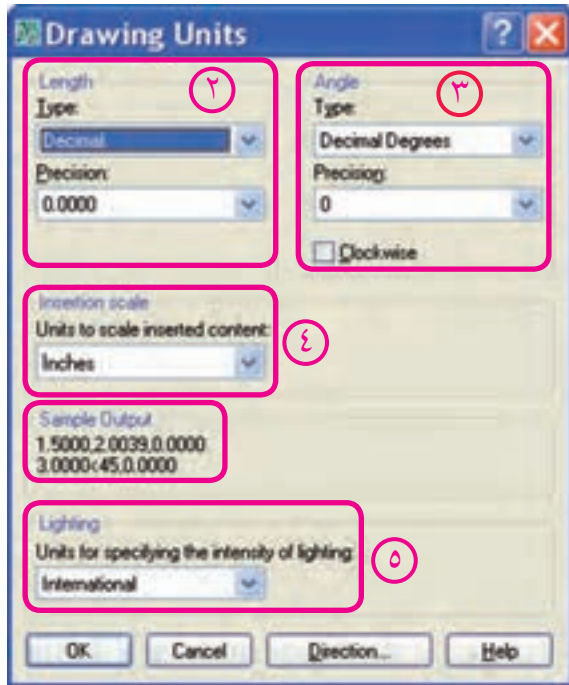 Drawing Units
Length
٢
Type:
Decimal
Precision:
0.0000
Angle
٣
Type:
Decimal Degrees
Precision:
0
Clockwise
Insertion scale
Units to scale inserted content:
Inches
٤
Sample Output
1.5000,2.0039,0.0000
3.0000<45,0.0000
Lighting
Units for specifying the intensity of lighting:
International
٥
OK
Cancel
Direction...
Help